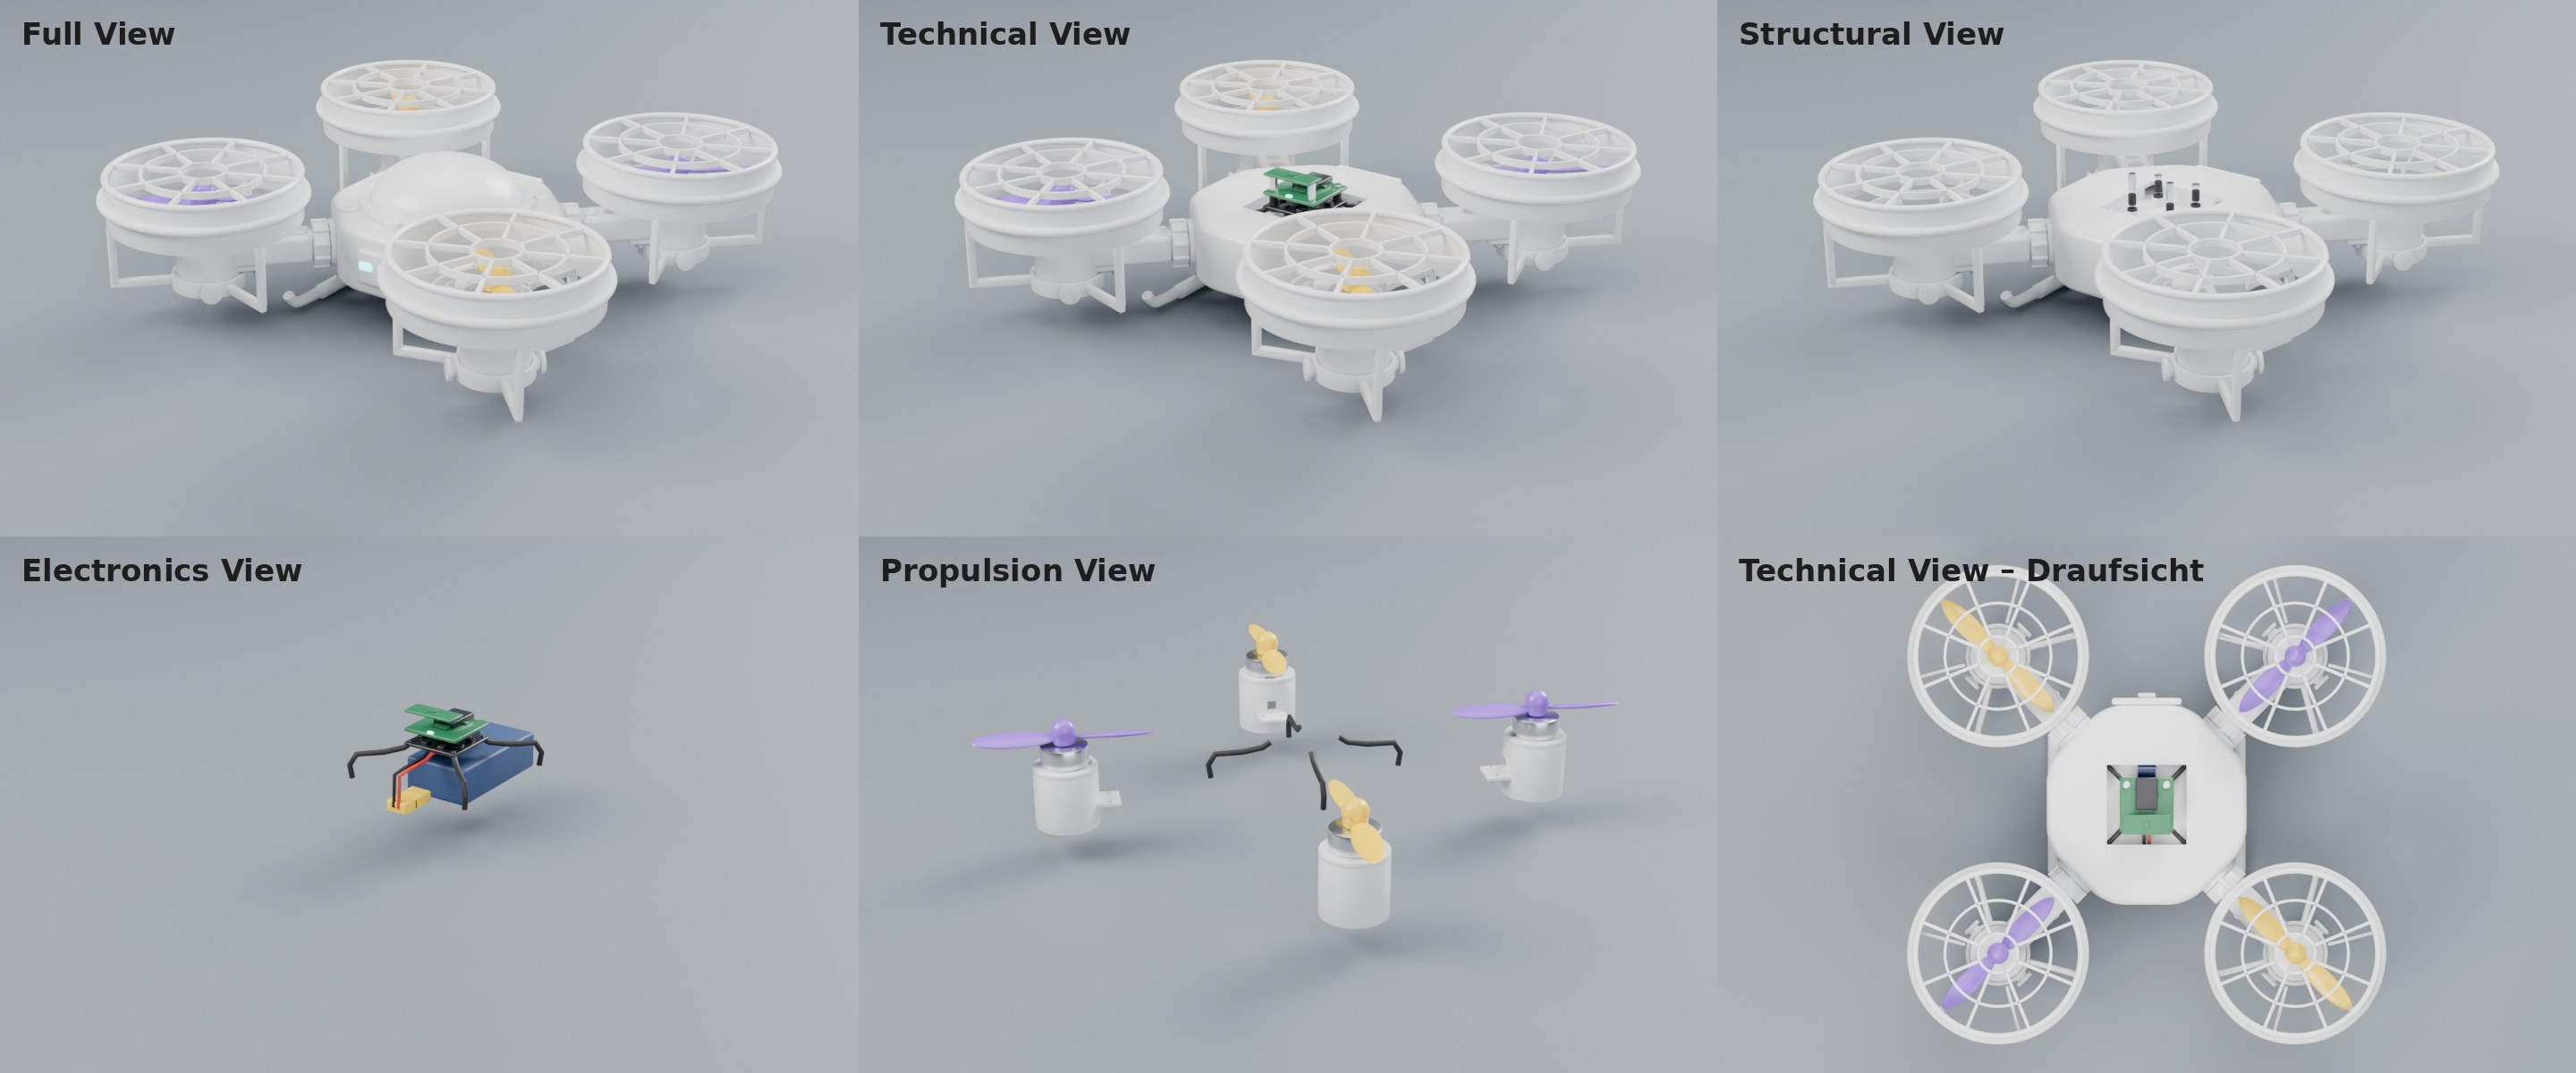 Full View
Technical View
Structural View
Electronics View
Propulsion View
Technical View – Draufsicht